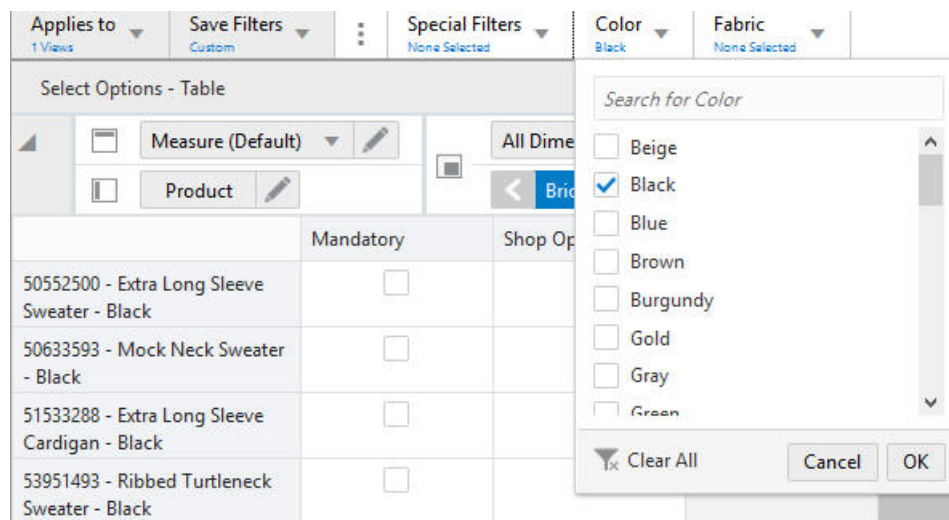 Applies to
1 Views
Save Filters
Custom
Special Filters
None Selected
Color
Black
Fabric
None Selected
Select Options - Table
Search for Color
Measure (Default)
All Dime
Product
Beige
Black
Blue
Brown
Burgundy
Gold
Gray
Green
Mandatory
Shop Op
50552500 - Extra Long Sleeve
Sweater - Black
50633593 - Mock Neck Sweater
- Black
51533288 - Extra Long Sleeve
Cardigan - Black
53951493 - Ribbed Turtleneck
Sweater - Black
Clear All
Cancel
OK